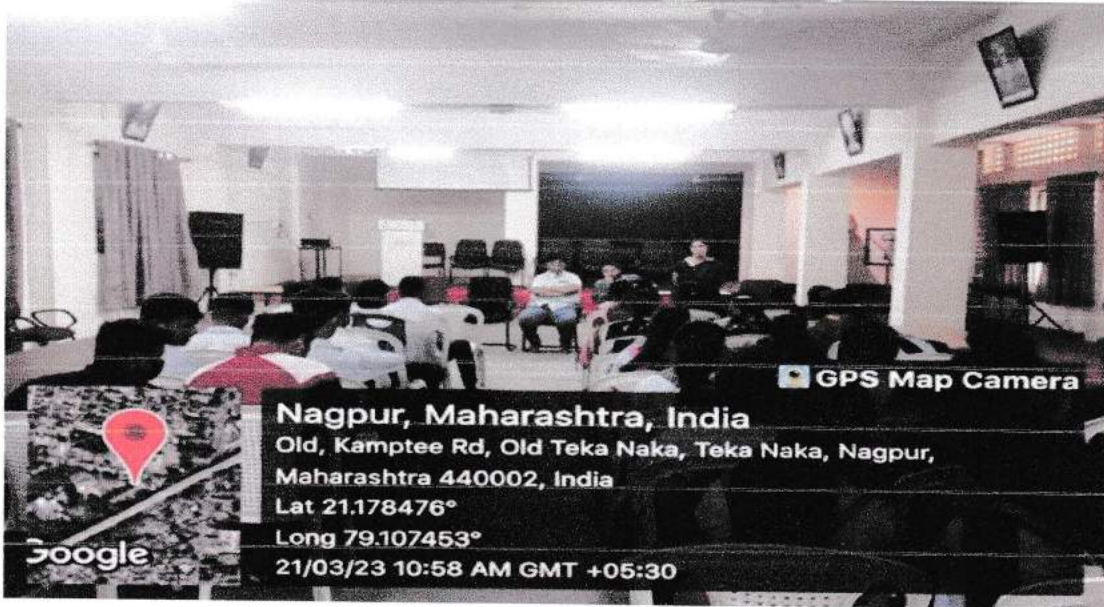 GPS Map Camera
Nagpur, Maharashtra, India
Old, Kamptee Rd, Old Teka Naka, Teka Naka, Nagpur,
Maharashtra 440002, India
Lat 21.178476°
Long 79.107453°
21/03/23 10:58 AM GMT +05:30
Google